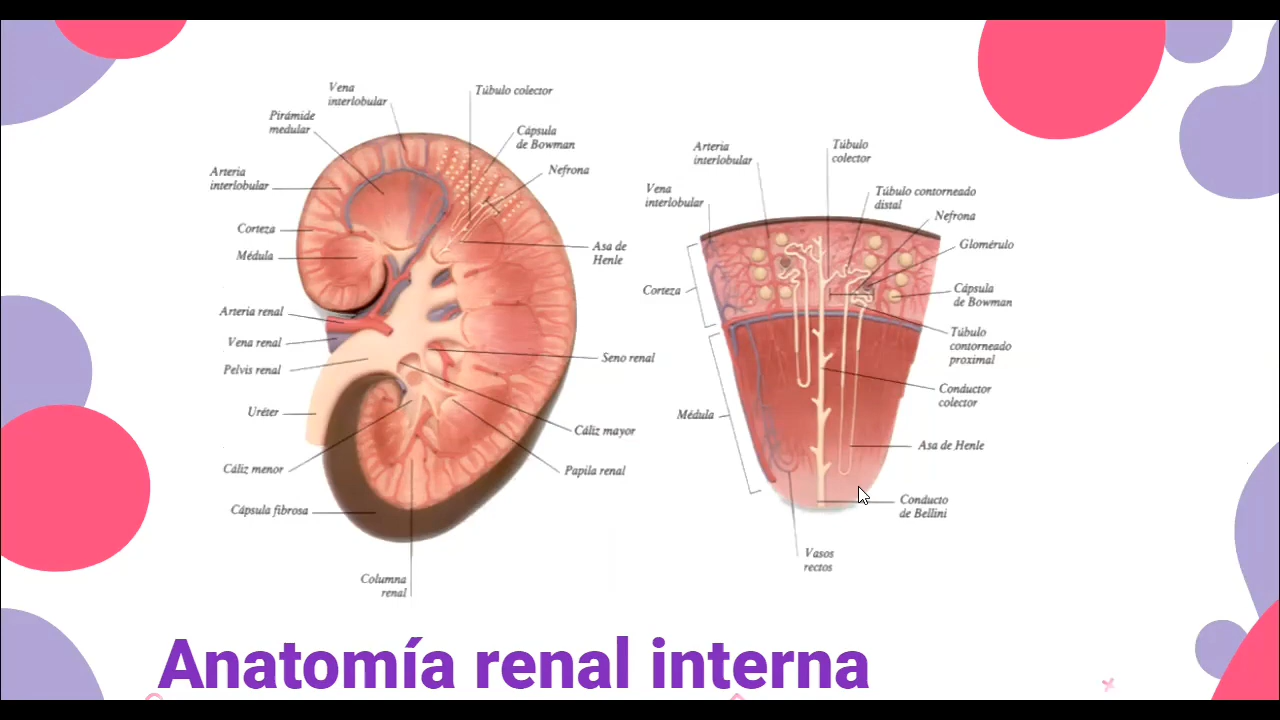 Vena
interlobular
Túbulo colector
Pirámide
medular
Cápsula
de Bowman
Nefrona
Arteria
interlobular
Corteza
Médula
Asa de
Henle
Arteria renal
Vena renal
Pelvis renal
Seno renal
Uréter
Cáliz mayor
Cáliz menor
Papila renal
Cápsula fibrosa
Columna
renal
Arteria
interlobular
Túbulo
colector
Vena
interlobular
Túbulo contorneado
distal
Nefrona
Glomérulo
Corteza
Cápsula
de Bowman
Túbulo
contorneado
proximal
Conductor
colector
Médula
Asa de Henle
Conducto
de Bellini
Vasos
rectos
Anatomía renal interna